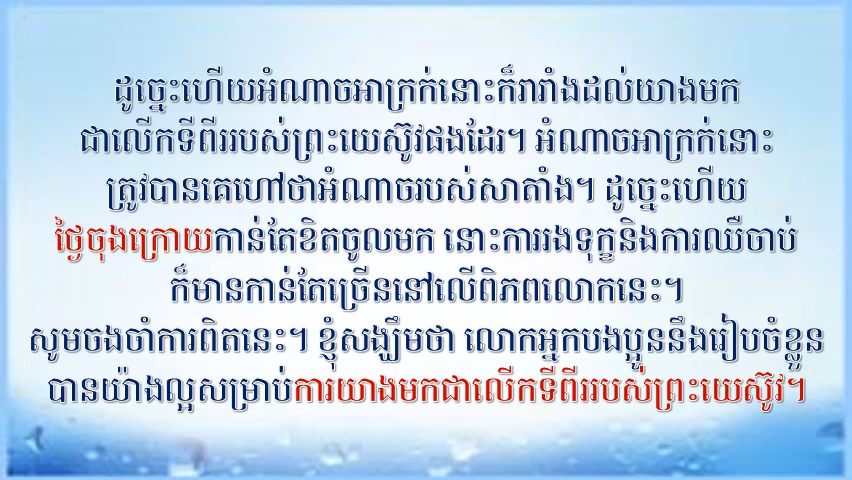 ដូច្នេះហើយអំណាចអាក្រក់នោះក៏រារាំងដល់យាងមក
ជាលើកទីពីររបស់ព្រះយេស៊ូវផងដែរ។ អំណាចអាក្រក់នោះ
ត្រូវបានគេហៅថាអំណាចរបស់សាតាំង។ ដូច្នេះហើយ
ថ្ងៃចុងក្រោយកាន់តែខិតចូលមក នោះការរងទុក្ខនិងការឈឺចាប់
ក៏មានកាន់តែច្រើននៅលើពិភពលោកនេះ។
សូមចងចាំការពិតនេះ។ ខ្ញុំសង្ឃឹមថា លោកអ្នកបងប្អូននឹងរៀបចំខ្លួន
បានយ៉ាងល្អសម្រាប់ការយាងមកជាលើកទីពីររបស់ព្រះយេស៊ូវ។